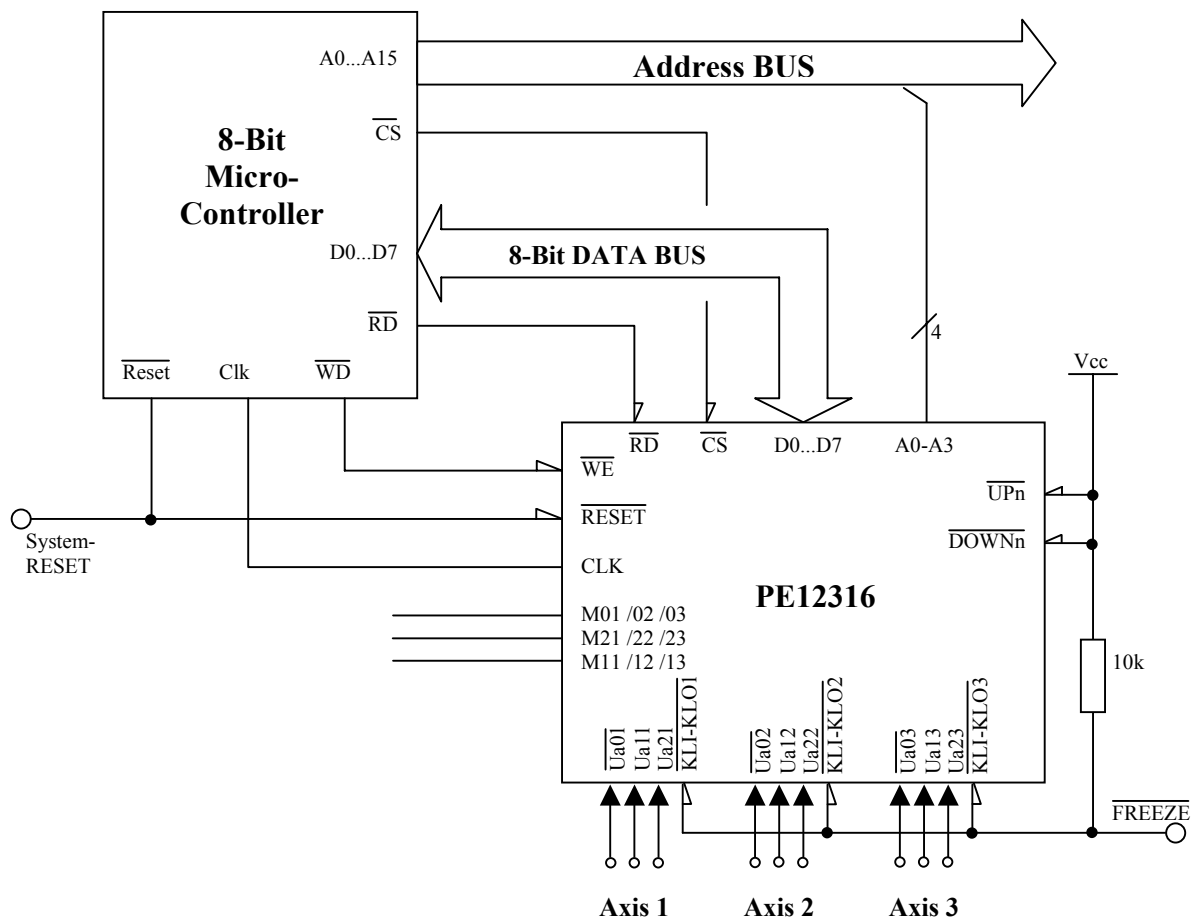 A0...A15
Address BUS
CS
8-Bit
Micro-
Controller
D0...D7
8-Bit DATA BUS
RD
4
Reset Clk WD
Vcc
RD CS D0...D7 A0-A3
WE
UPn
System-
RESET
RESET
DOWNn
CLK
PE12316
M01 /02 /03
M21 /22 /23
M11 /12 /13
10k
Ua01
Ua11
Ua21
KLI-KLO1
Ua02
Ua12
Ua22
KLI-KLO2
Ua03
Ua13
Ua23
KLI-KLO3
FREEZE
Axis 1 Axis 2 Axis 3